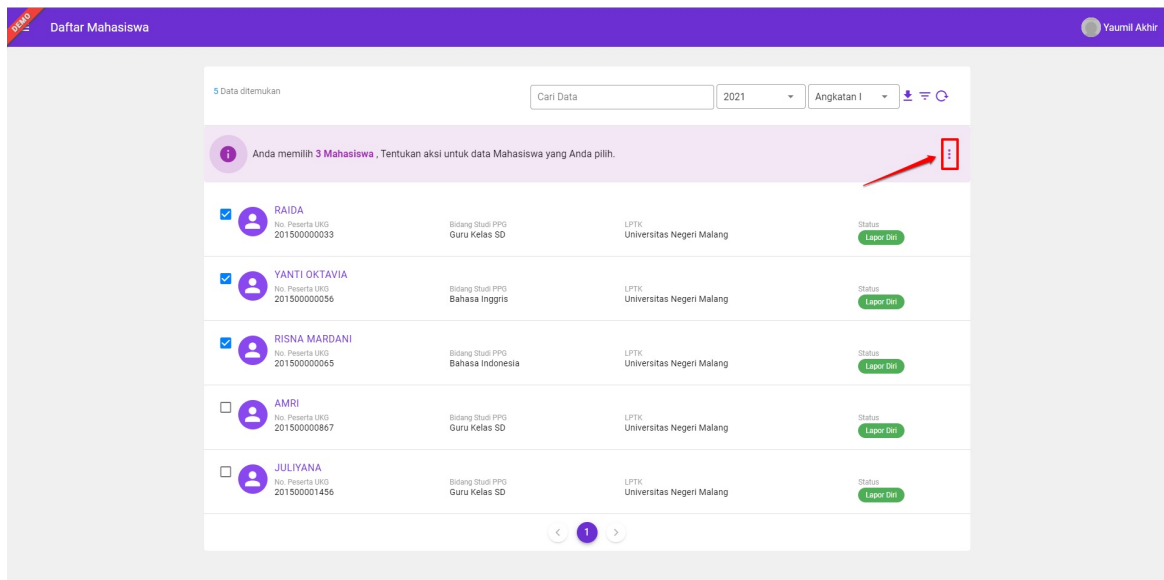 DEMO
Daftar Mahasiswa
Yaumil Akhir
5 Data ditemukan
Cari Data
2021
Angkatan I
Anda memilih 3 Mahasiswa , Tentukan aksi untuk data Mahasiswa yang Anda pilih.
RAIDA
No. Peserta UKG Bidang Studi PPG LPTK Status
201500000033 Guru Kelas SD Universitas Negeri Malang Lapor Diri
YANTI OKTAVIA
No. Peserta UKG Bidang Studi PPG LPTK Status
201500000056 Bahasa Inggris Universitas Negeri Malang Lapor Diri
RISNA MARDANI
No. Peserta UKG Bidang Studi PPG LPTK Status
201500000065 Bahasa Indonesia Universitas Negeri Malang Lapor Diri
AMRI
No. Peserta UKG Bidang Studi PPG LPTK Status
201500000867 Guru Kelas SD Universitas Negeri Malang Lapor Diri
JULIYANA
No. Peserta UKG Bidang Studi PPG LPTK Status
201500001456 Guru Kelas SD Universitas Negeri Malang Lapor Diri
< 1 >